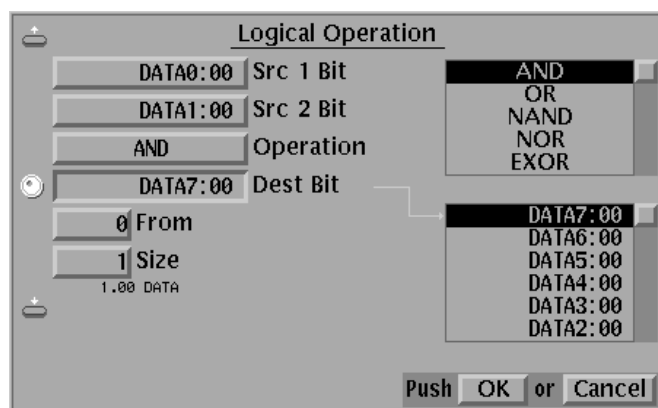 Logical Operation
DATA0:00 Src 1 Bit
DATA1:00 Src 2 Bit
AND Operation
DATA7:00 Dest Bit
0 From
1 Size
1.00 DATA
AND
OR
NAND
NOR
EXOR
DATA7:00
DATA6:00
DATA5:00
DATA4:00
DATA3:00
DATA2:00
Push OK or Cancel